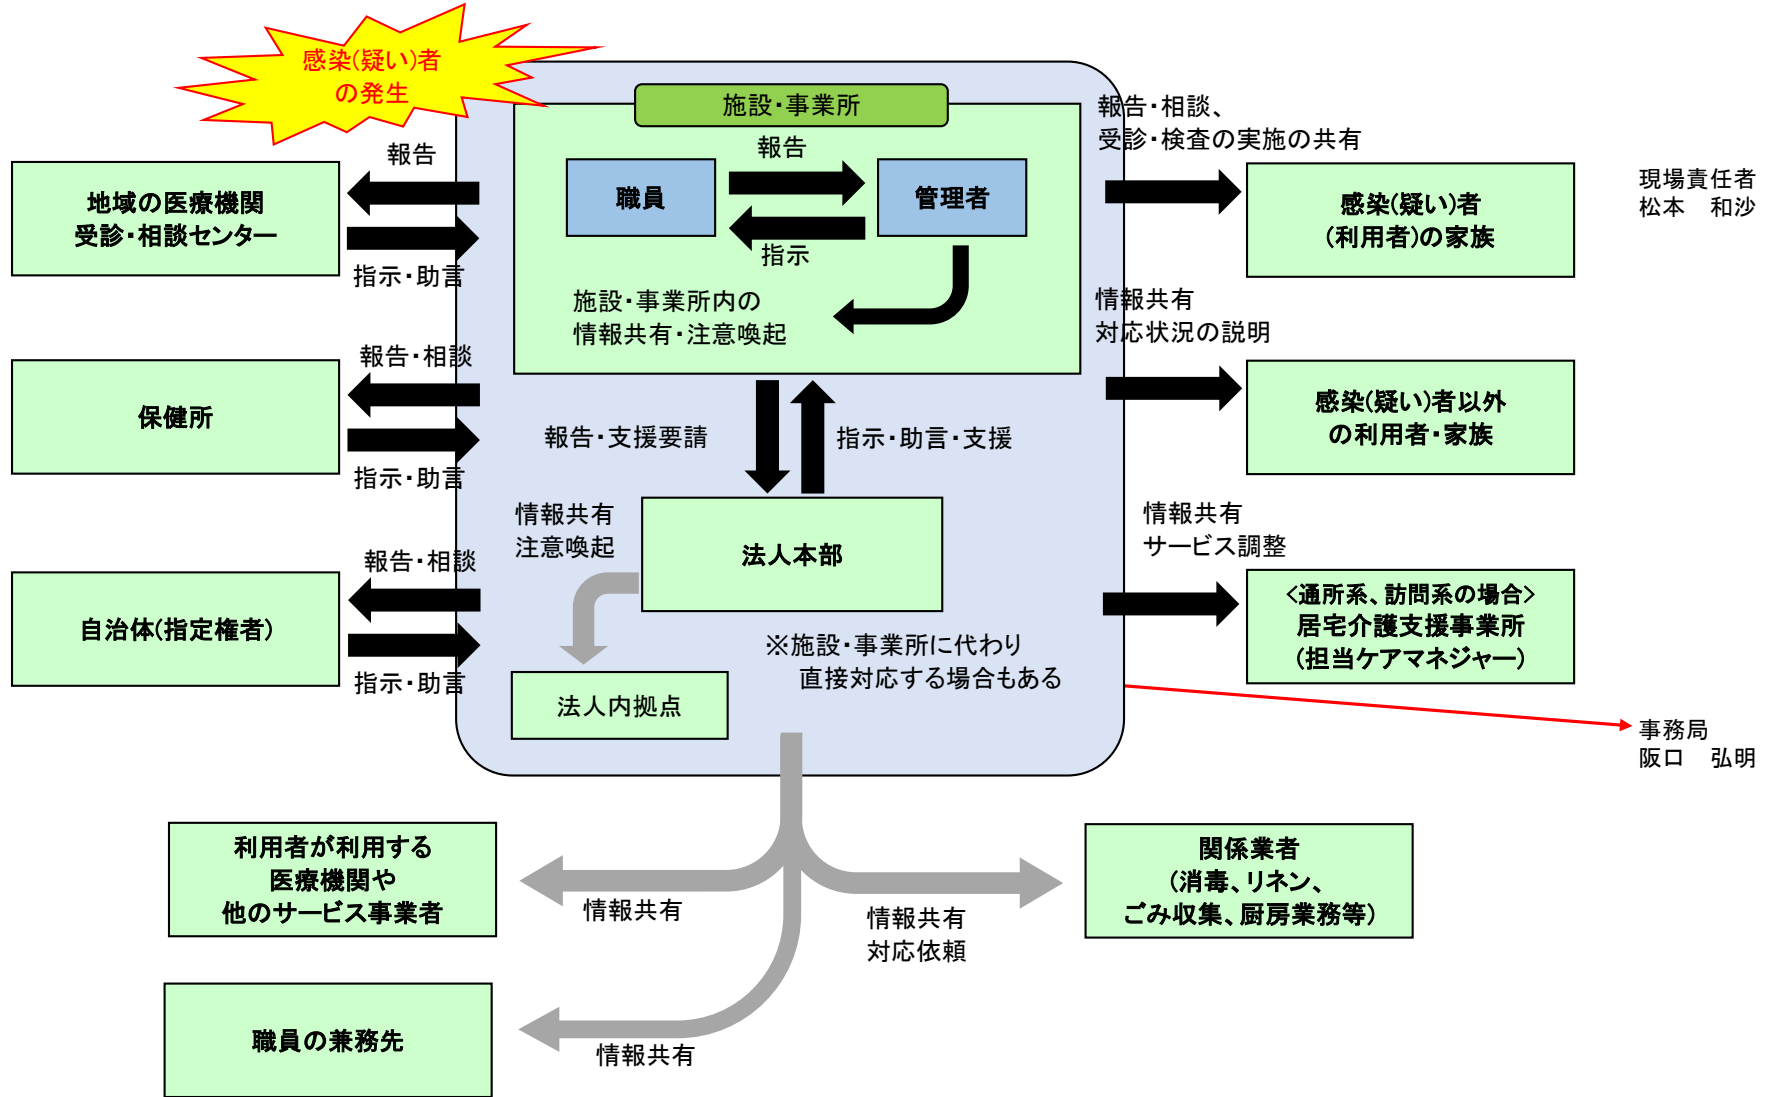 感染(疑い)者
の発生
施設・事業所
報告
職員
管理者
指示
施設・事業所内の
情報共有・注意喚起
報告
地域の医療機関
受診・相談センター
指示・助言
報告・相談
保健所
指示・助言
報告・相談
自治体(指定権者)
指示・助言
報告・支援要請
指示・助言・支援
情報共有
注意喚起
法人本部
※施設・事業所に代わり
直接対応する場合もある
法人内拠点
報告・相談、
受診・検査の実施の共有
感染(疑い)者
(利用者)の家族
現場責任者
松本　和沙
情報共有
対応状況の説明
感染(疑い)者以外
の利用者・家族
情報共有
サービス調整
<通所系、訪問系の場合>
居宅介護支援事業所
(担当ケアマネジャー)
事務局
阪口　弘明
利用者が利用する
医療機関や
他のサービス事業者
情報共有
情報共有
対応依頼
関係業者
(消毒、リネン、
ごみ収集、厨房業務等)
職員の兼務先
情報共有